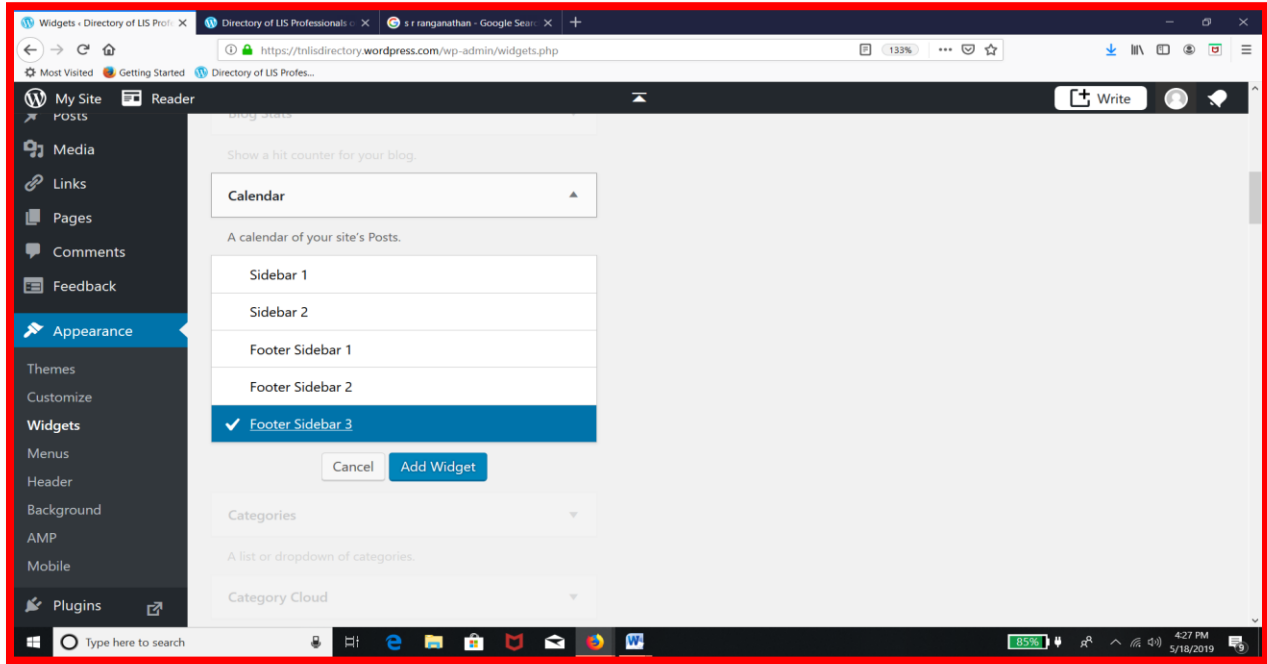 Widgets ‹ Directory of LIS Profe
Directory of LIS Professionals o
s r ranganathan - Google Searc
https://tnlisdirectory.wordpress.com/wp-admin/widgets.php
133%
Most Visited
Getting Started
Directory of LIS Profes...
My Site
Reader
Write
Posts
Media
Links
Pages
Comments
Feedback
Appearance
Themes
Customize
Widgets
Menus
Header
Background
AMP
Mobile
Plugins
Blog Stats
Show a hit counter for your blog.
Calendar
A calendar of your site's Posts.
Sidebar 1
Sidebar 2
Footer Sidebar 1
Footer Sidebar 2
Footer Sidebar 3
Cancel
Add Widget
Categories
A list or dropdown of categories.
Category Cloud
Type here to search
85%
4:27 PM
5/18/2019
9